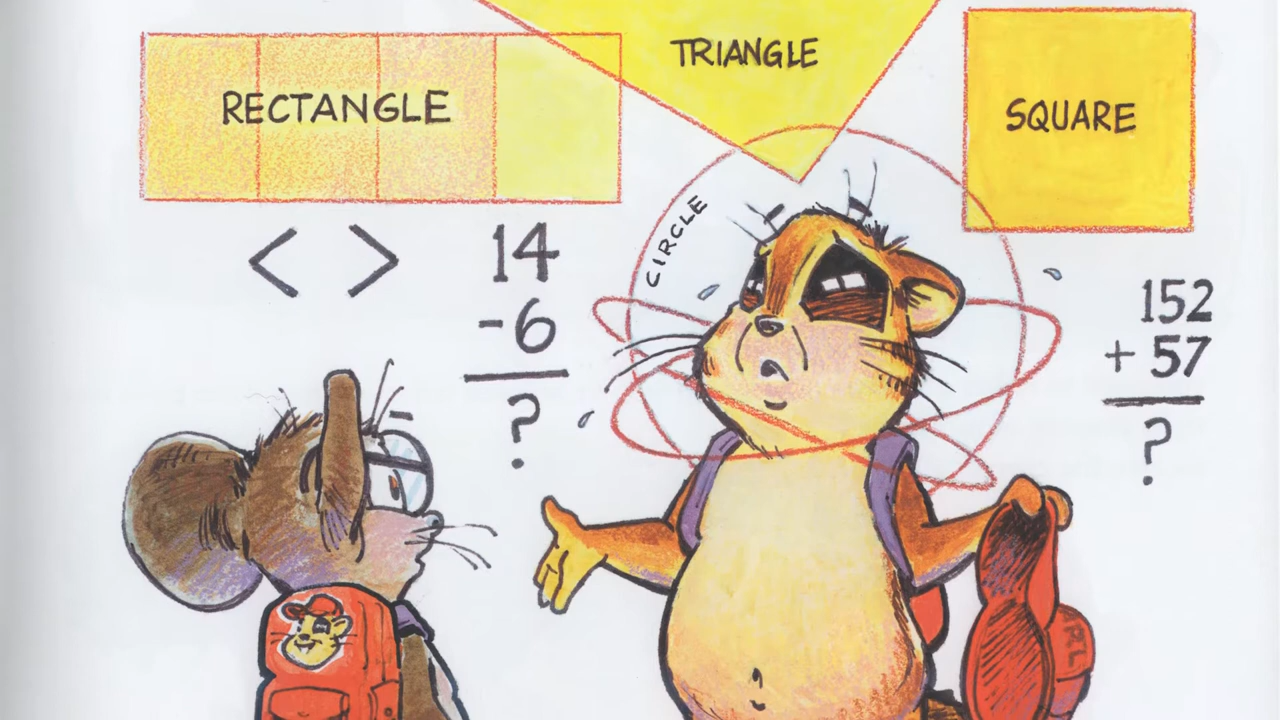 TRIANGLE
RECTANGLE
SQUARE
CIRCLE
< >
14
-6
?
152
+ 57
?